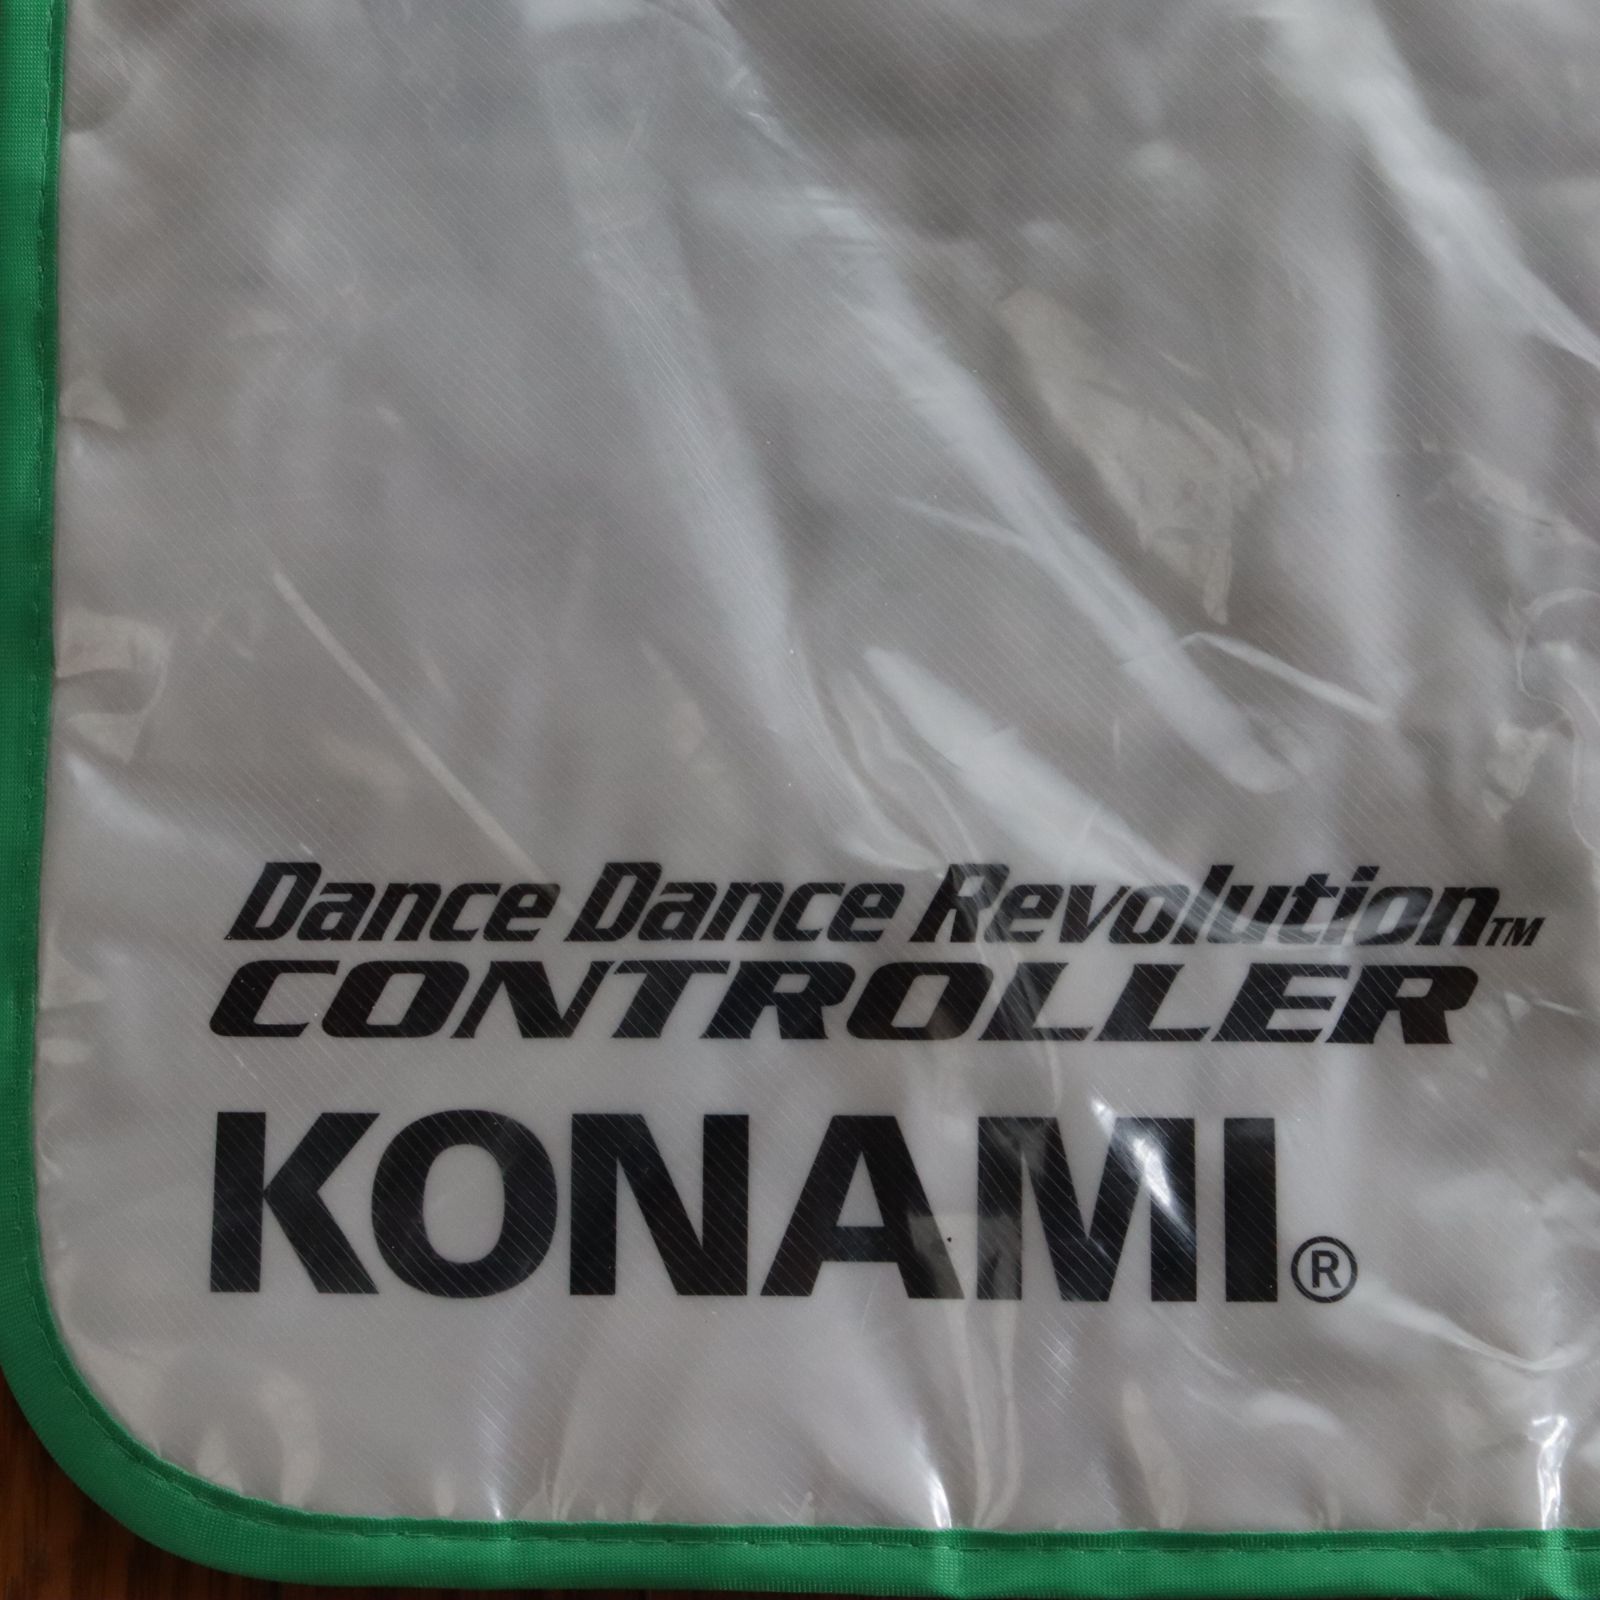 Dance Dance Revolution™
CONTROLLER
KONAMI®